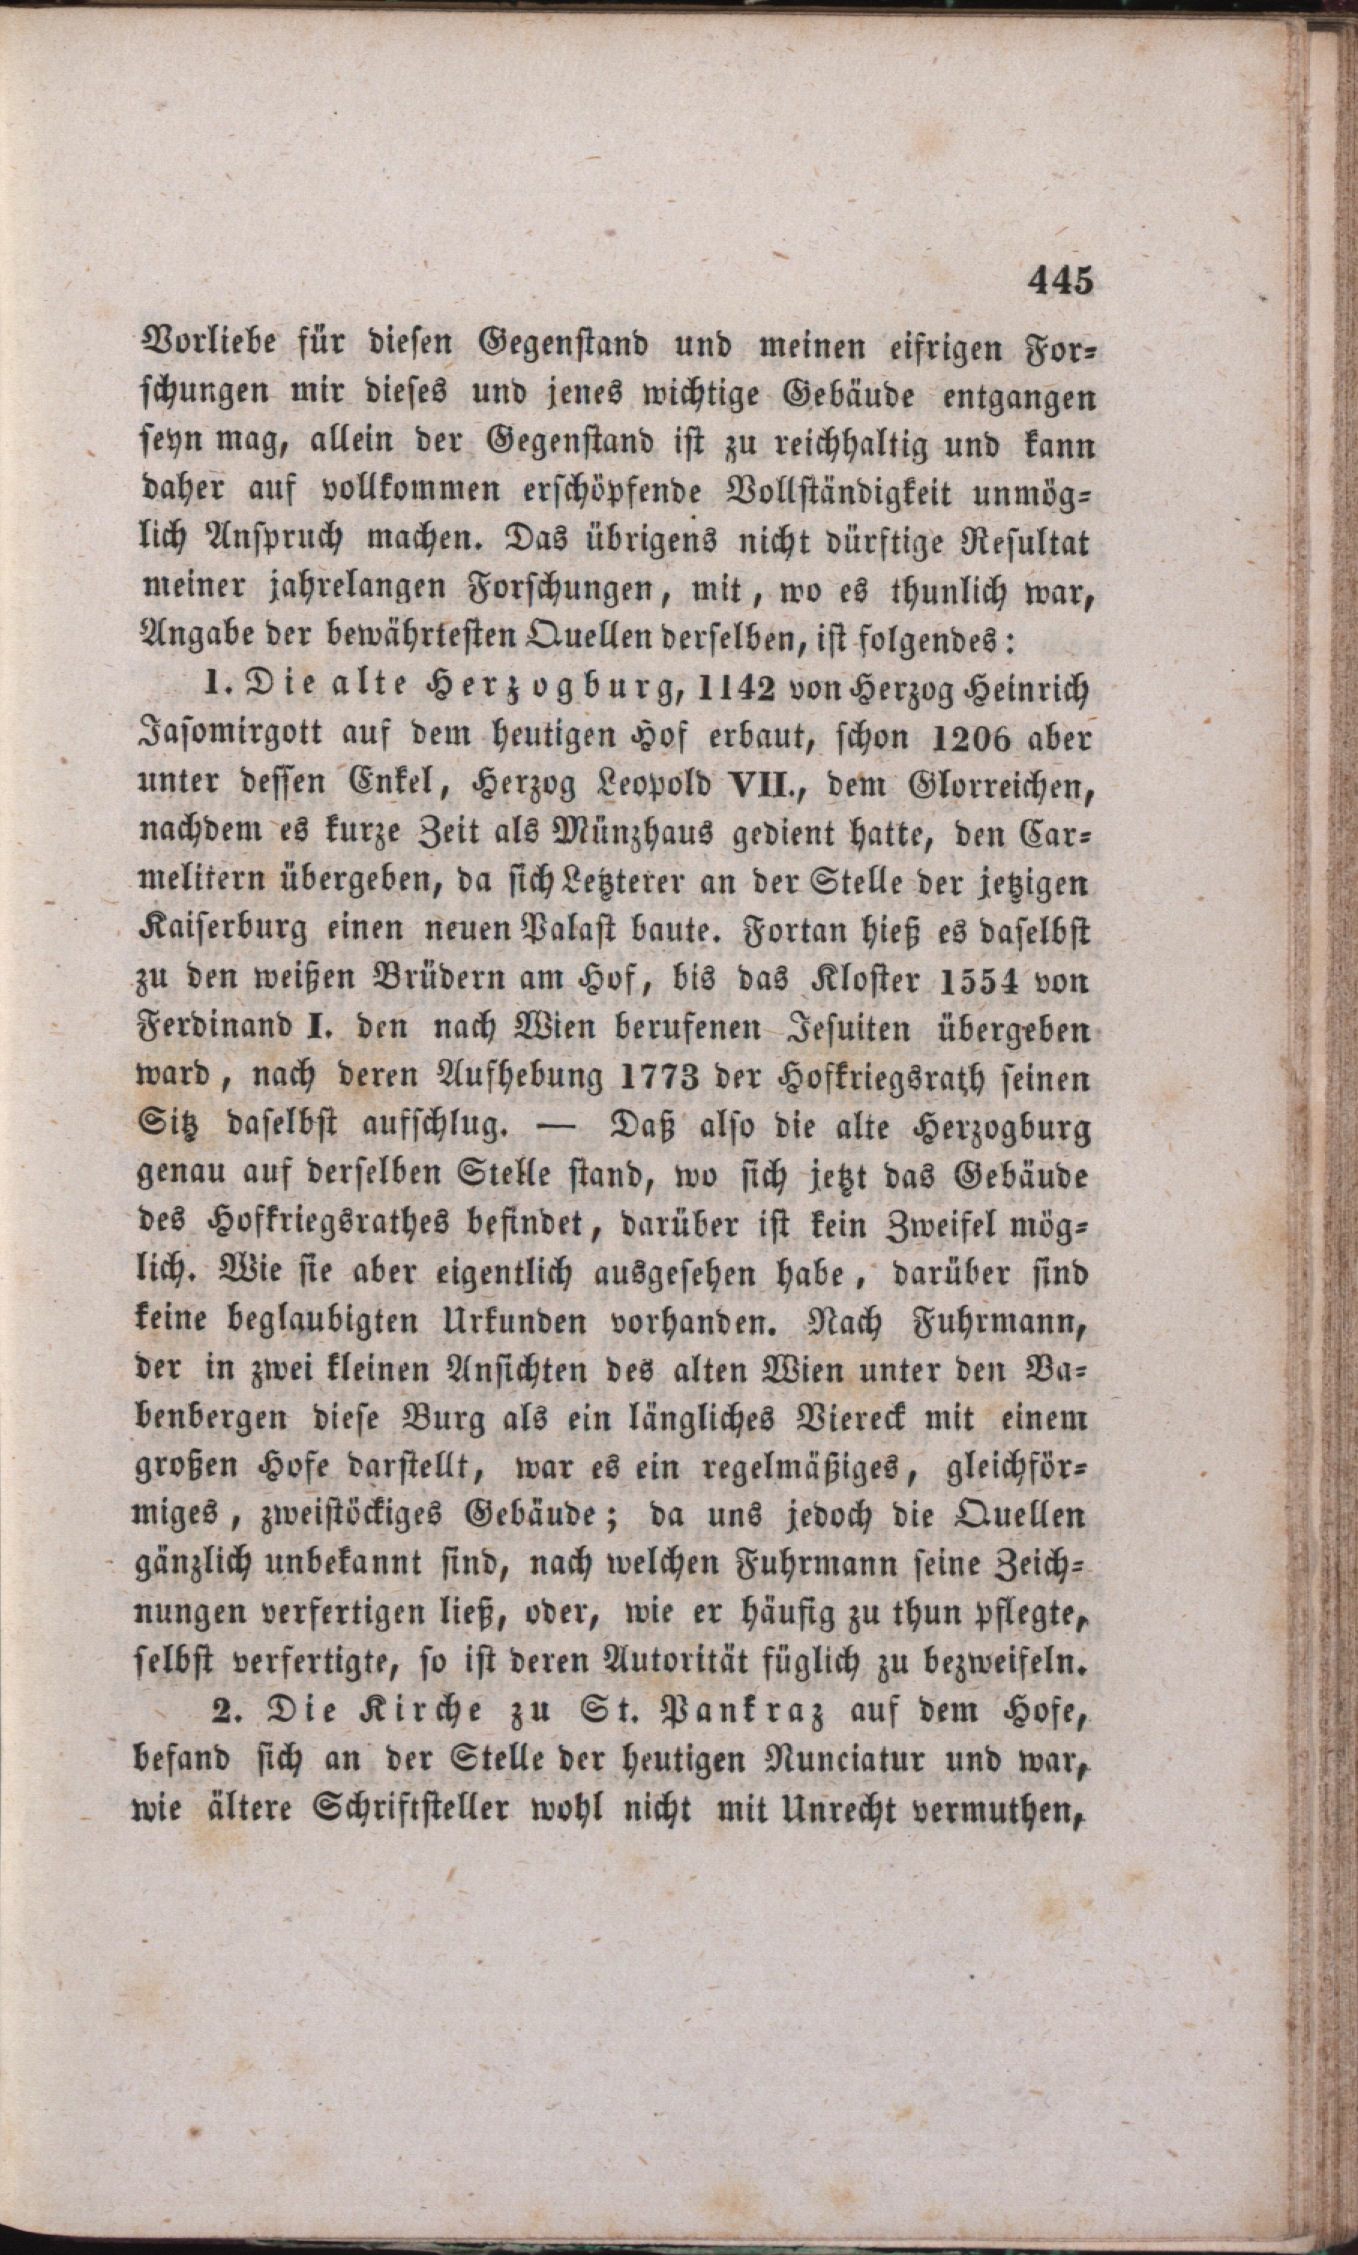 445
Vorliebe für diesen Gegenstand und meinen eifrigen For-
schungen mir dieses und jenes wichtige Gebäude entgangen
seyn mag, allein der Gegenstand ist zu reichhaltig und kann
daher auf vollkommen erschöpfende Vollständigkeit unmög-
lich Anspruch machen. Das übrigens nicht dürftige Resultat
meiner jahrelangen Forschungen, mit, wo es thunlich war,
Angabe der bewährtesten Quellen derselben, ist folgendes:
1. Die alte Herzogburg, 1142 von Herzog Heinrich
Jasomirgott auf dem heutigen Hof erbaut, schon 1206 aber
unter dessen Enkel, Herzog Leopold VII., dem Glorreichen,
nachdem es kurze Zeit als Münzhaus gedient hatte, den Car-
melitern übergeben, da sich Letzterer an der Stelle der jetzigen
Kaiserburg einen neuen Palast baute. Fortan hieß es daselbst
zu den weißen Brüdern am Hof, bis das Kloster 1554 von
Ferdinand I. den nach Wien berufenen Jesuiten übergeben
ward, nach deren Aufhebung 1773 der Hofkriegsrath seinen
Sitz daselbst aufschlug. — Daß also die alte Herzogburg
genau auf derselben Stelle stand, wo sich jetzt das Gebäude
des Hofkriegsrathes befindet, darüber ist kein Zweifel mög-
lich. Wie sie aber eigentlich ausgesehen habe, darüber sind
keine beglaubigten Urkunden vorhanden. Nach Fuhrmann,
der in zwei kleinen Ansichten des alten Wien unter den Ba-
benbergen diese Burg als ein längliches Viereck mit einem
großen Hofe darstellt, war es ein regelmäßiges, gleichför-
miges, zweistöckiges Gebäude; da uns jedoch die Quellen
gänzlich unbekannt sind, nach welchen Fuhrmann seine Zeich-
nungen verfertigen ließ, oder, wie er häufig zu thun pflegte,
selbst verfertigte, so ist deren Autorität füglich zu bezweifeln.
2. Die Kirche zu St. Pankraz auf dem Hofe,
befand sich an der Stelle der heutigen Nunciatur und war,
wie ältere Schriftsteller wohl nicht mit Unrecht vermuthen,